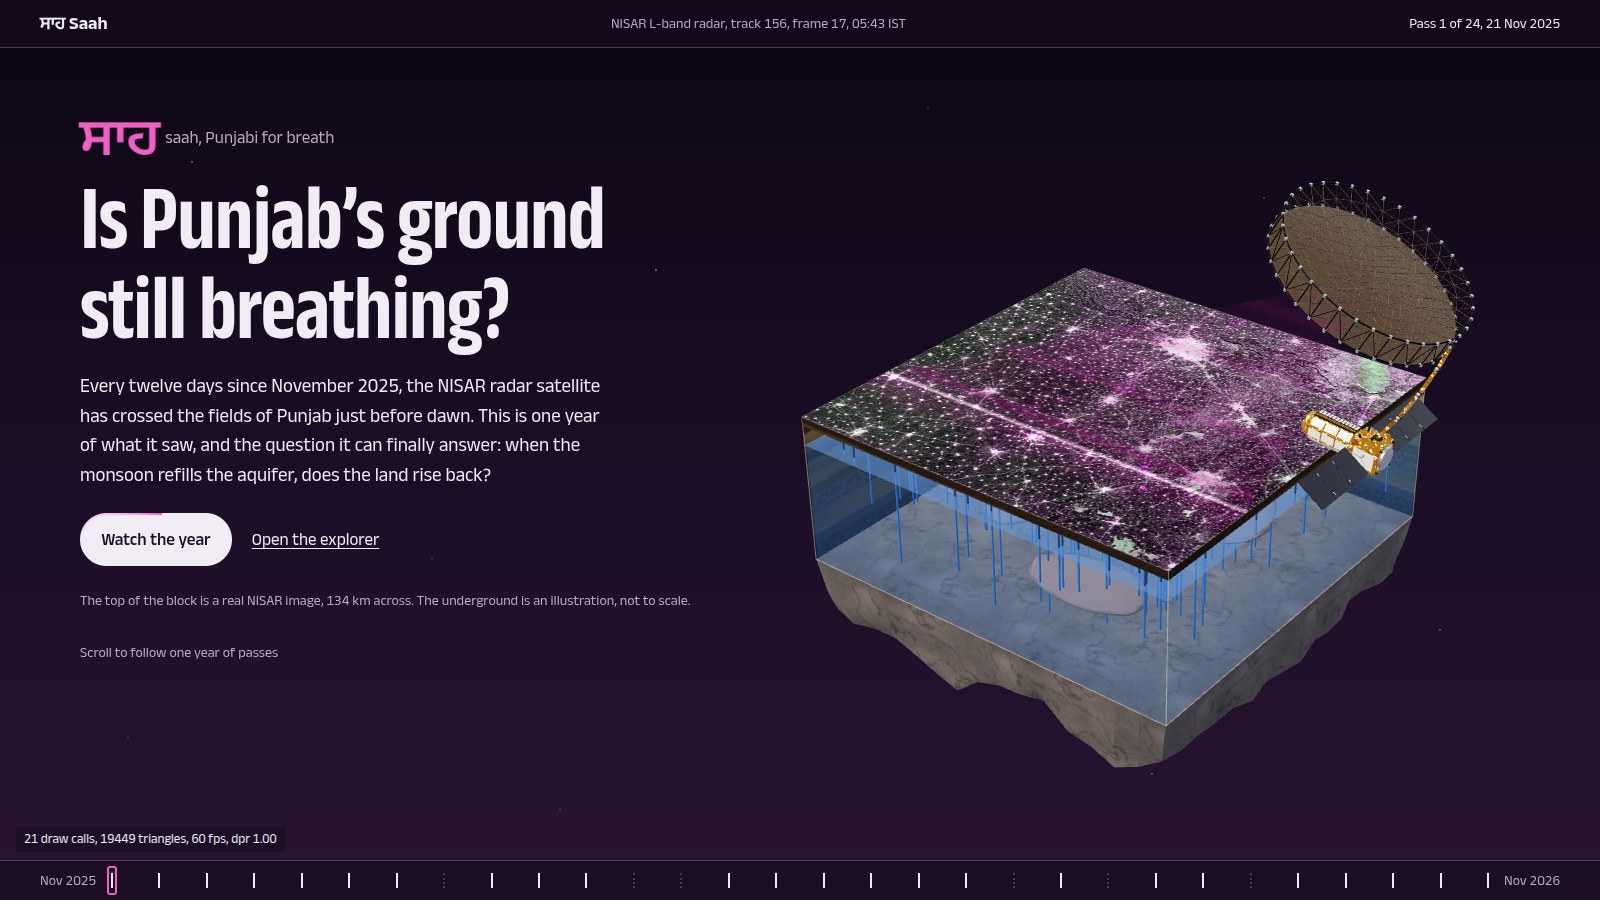 ਸਾਹ Saah
NISAR L-band radar, track 156, frame 17, 05:43 IST
Pass 1 of 24, 21 Nov 2025
ਸਾਹ saah, Punjabi for breath
Is Punjab’s ground
still breathing?
Every twelve days since November 2025, the NISAR radar satellite
has crossed the fields of Punjab just before dawn. This is one year
of what it saw, and the question it can finally answer: when the
monsoon refills the aquifer, does the land rise back?
Watch the year
Open the explorer
The top of the block is a real NISAR image, 134 km across. The underground is an illustration, not to scale.
Scroll to follow one year of passes
21 draw calls, 19449 triangles, 60 fps, dpr 1.00
Nov 2025
Nov 2026